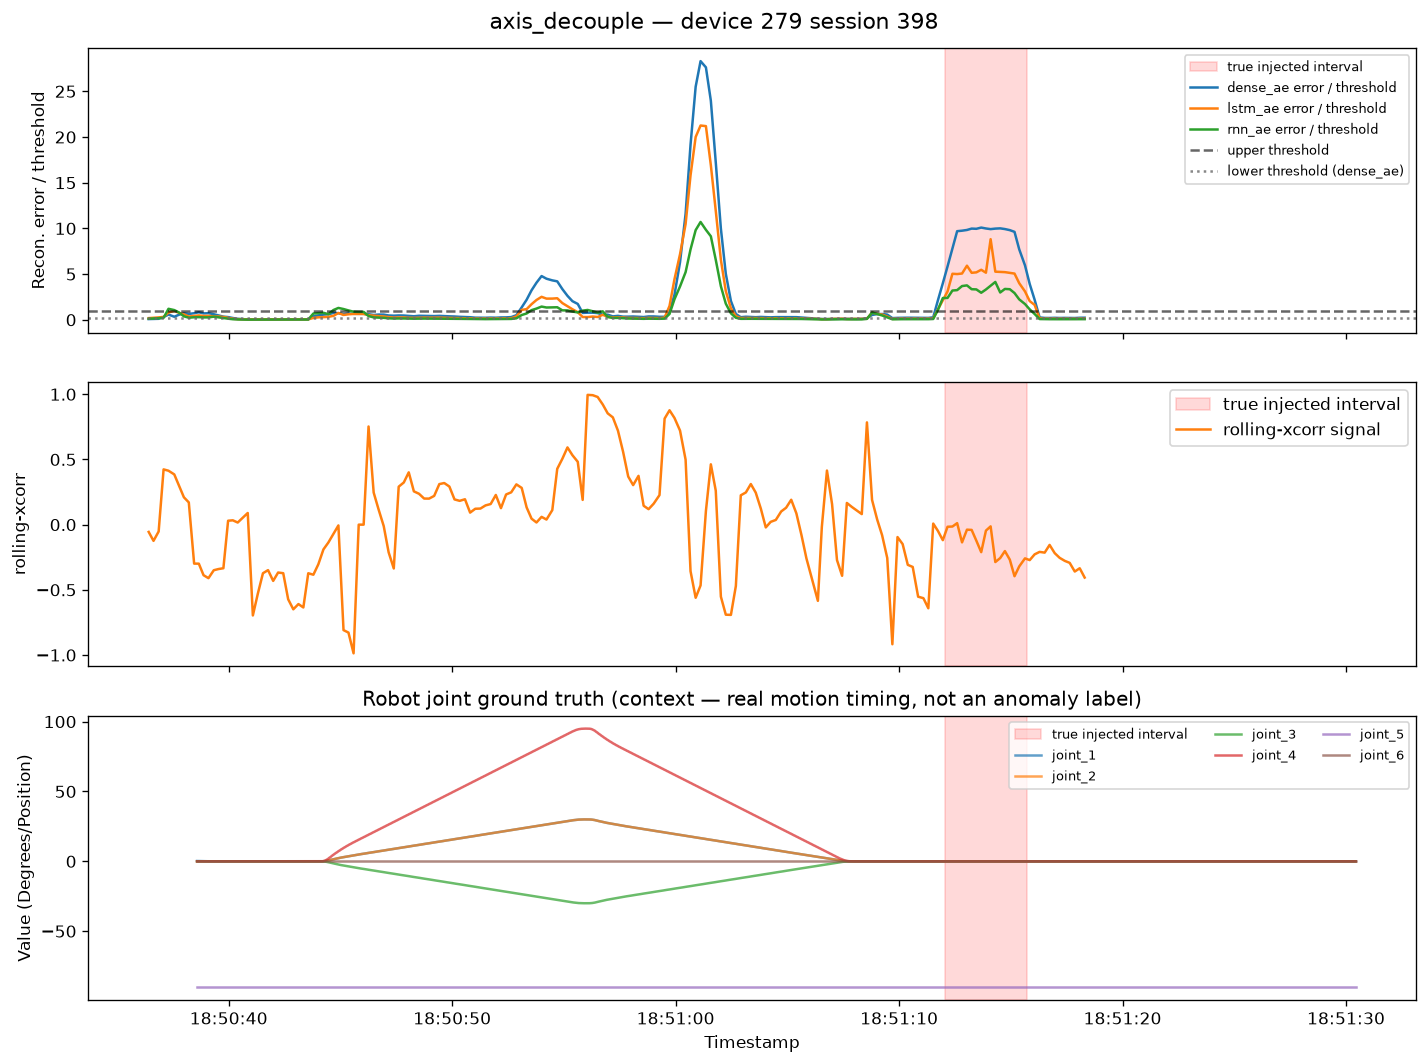 axis_decouple — device 279 session 398
Recon. error / threshold
25
20
15
10
5
0
true injected interval
dense_ae error / threshold
lstm_ae error / threshold
rnn_ae error / threshold
upper threshold
lower threshold (dense_ae)
rolling-xcorr
1.0
0.5
0.0
−0.5
−1.0
true injected interval
rolling-xcorr signal
Robot joint ground truth (context — real motion timing, not an anomaly label)
Value (Degrees/Position)
100
50
0
−50
true injected interval
joint_1
joint_2
joint_3
joint_4
joint_5
joint_6
18:50:40
18:50:50
18:51:00
18:51:10
18:51:20
18:51:30
Timestamp